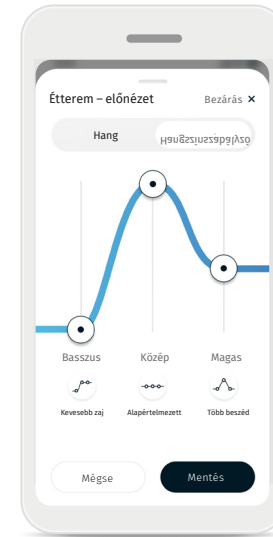 Étterem – előnézet Bezárás ×
Hang Hangszínszabályzó
Basszus Közép Magas
Kevesebb zaj Alapértelmezett Több beszéd
Mégse Mentés